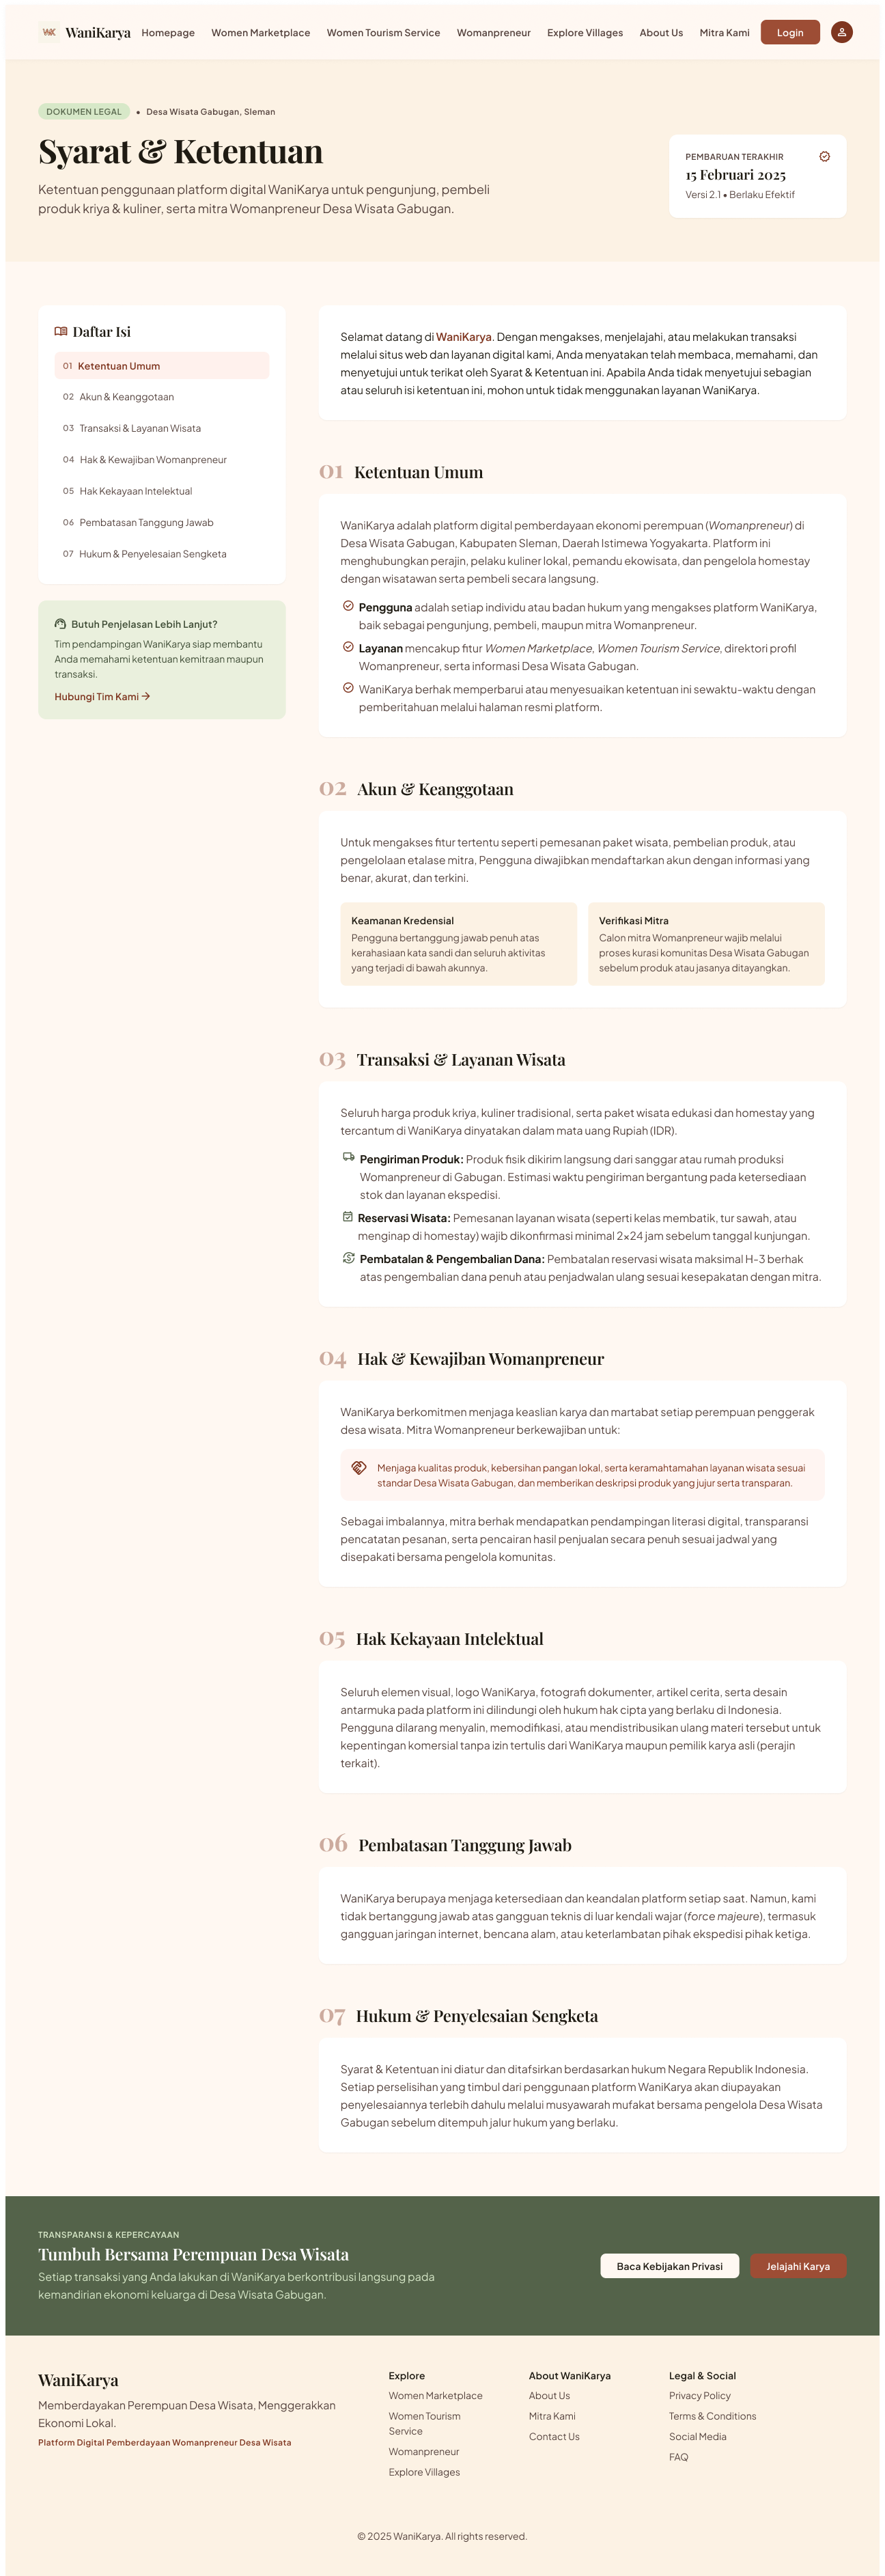 WK WaniKarya Homepage Women Marketplace Women Tourism Service Womanpreneur Explore Villages About Us Mitra Kami Login
DOKUMEN LEGAL • Desa Wisata Gabugan, Sleman
Syarat & Ketentuan
Ketentuan penggunaan platform digital WaniKarya untuk pengunjung, pembeli
produk kriya & kuliner, serta mitra Womanpreneur Desa Wisata Gabugan.
PEMBARUAN TERAKHIR
15 Februari 2025
Versi 2.1 • Berlaku Efektif
Daftar Isi
01 Ketentuan Umum
02 Akun & Keanggotaan
03 Transaksi & Layanan Wisata
04 Hak & Kewajiban Womanpreneur
05 Hak Kekayaan Intelektual
06 Pembatasan Tanggung Jawab
07 Hukum & Penyelesaian Sengketa
Butuh Penjelasan Lebih Lanjut?
Tim pendampingan WaniKarya siap membantu
Anda memahami ketentuan kemitraan maupun
transaksi.
Hubungi Tim Kami →
Selamat datang di WaniKarya. Dengan mengakses, menjelajahi, atau melakukan transaksi
melalui situs web dan layanan digital kami, Anda menyatakan telah membaca, memahami, dan
menyetujui untuk terikat oleh Syarat & Ketentuan ini. Apabila Anda tidak menyetujui sebagian
atau seluruh isi ketentuan ini, mohon untuk tidak menggunakan layanan WaniKarya.
01 Ketentuan Umum
WaniKarya adalah platform digital pemberdayaan ekonomi perempuan (Womanpreneur) di
Desa Wisata Gabugan, Kabupaten Sleman, Daerah Istimewa Yogyakarta. Platform ini
menghubungkan perajin, pelaku kuliner lokal, pemandu ekowisata, dan pengelola homestay
dengan wisatawan serta pembeli secara langsung.
Pengguna adalah setiap individu atau badan hukum yang mengakses platform WaniKarya,
baik sebagai pengunjung, pembeli, maupun mitra Womanpreneur.
Layanan mencakup fitur Women Marketplace, Women Tourism Service, direktori profil
Womanpreneur, serta informasi Desa Wisata Gabugan.
WaniKarya berhak memperbarui atau menyesuaikan ketentuan ini sewaktu-waktu dengan
pemberitahuan melalui halaman resmi platform.
02 Akun & Keanggotaan
Untuk mengakses fitur tertentu seperti pemesanan paket wisata, pembelian produk, atau
pengelolaan etalase mitra, Pengguna diwajibkan mendaftarkan akun dengan informasi yang
benar, akurat, dan terkini.
Keamanan Kredensial
Pengguna bertanggung jawab penuh atas
kerahasiaan kata sandi dan seluruh aktivitas
yang terjadi di bawah akunnya.
Verifikasi Mitra
Calon mitra Womanpreneur wajib melalui
proses kurasi komunitas Desa Wisata Gabugan
sebelum produk atau jasanya ditayangkan.
03 Transaksi & Layanan Wisata
Seluruh harga produk kriya, kuliner tradisional, serta paket wisata edukasi dan homestay yang
tercantum di WaniKarya dinyatakan dalam mata uang Rupiah (IDR).
Pengiriman Produk: Produk fisik dikirim langsung dari sanggar atau rumah produksi
Womanpreneur di Gabugan. Estimasi waktu pengiriman bergantung pada ketersediaan
stok dan layanan ekspedisi.
Reservasi Wisata: Pemesanan layanan wisata (seperti kelas membatik, tur sawah, atau
menginap di homestay) wajib dikonfirmasi minimal 2×24 jam sebelum tanggal kunjungan.
Pembatalan & Pengembalian Dana: Pembatalan reservasi wisata maksimal H-3 berhak
atas pengembalian dana penuh atau penjadwalan ulang sesuai kesepakatan dengan mitra.
04 Hak & Kewajiban Womanpreneur
WaniKarya berkomitmen menjaga keaslian karya dan martabat setiap perempuan penggerak
desa wisata. Mitra Womanpreneur berkewajiban untuk:
Menjaga kualitas produk, kebersihan pangan lokal, serta keramahtamahan layanan wisata sesuai
standar Desa Wisata Gabugan, dan memberikan deskripsi produk yang jujur serta transparan.
Sebagai imbalannya, mitra berhak mendapatkan pendampingan literasi digital, transparansi
pencatatan pesanan, serta pencairan hasil penjualan secara penuh sesuai jadwal yang
disepakati bersama pengelola komunitas.
05 Hak Kekayaan Intelektual
Seluruh elemen visual, logo WaniKarya, fotografi dokumenter, artikel cerita, serta desain
antarmuka pada platform ini dilindungi oleh hukum hak cipta yang berlaku di Indonesia.
Pengguna dilarang menyalin, memodifikasi, atau mendistribusikan ulang materi tersebut untuk
kepentingan komersial tanpa izin tertulis dari WaniKarya maupun pemilik karya asli (perajin
terkait).
06 Pembatasan Tanggung Jawab
WaniKarya berupaya menjaga ketersediaan dan keandalan platform setiap saat. Namun, kami
tidak bertanggung jawab atas gangguan teknis di luar kendali wajar (force majeure), termasuk
gangguan jaringan internet, bencana alam, atau keterlambatan pihak ekspedisi pihak ketiga.
07 Hukum & Penyelesaian Sengketa
Syarat & Ketentuan ini diatur dan ditafsirkan berdasarkan hukum Negara Republik Indonesia.
Setiap perselisihan yang timbul dari penggunaan platform WaniKarya akan diupayakan
penyelesaiannya terlebih dahulu melalui musyawarah mufakat bersama pengelola Desa Wisata
Gabugan sebelum ditempuh jalur hukum yang berlaku.
TRANSPARANSI & KEPERCAYAAN
Tumbuh Bersama Perempuan Desa Wisata
Setiap transaksi yang Anda lakukan di WaniKarya berkontribusi langsung pada
kemandirian ekonomi keluarga di Desa Wisata Gabugan.
Baca Kebijakan Privasi Jelajahi Karya
WaniKarya
Memberdayakan Perempuan Desa Wisata, Menggerakkan
Ekonomi Lokal.
Platform Digital Pemberdayaan Womanpreneur Desa Wisata
Explore
Women Marketplace
Women Tourism
Service
Womanpreneur
Explore Villages
About WaniKarya
About Us
Mitra Kami
Contact Us
Legal & Social
Privacy Policy
Terms & Conditions
Social Media
FAQ
© 2025 WaniKarya. All rights reserved.